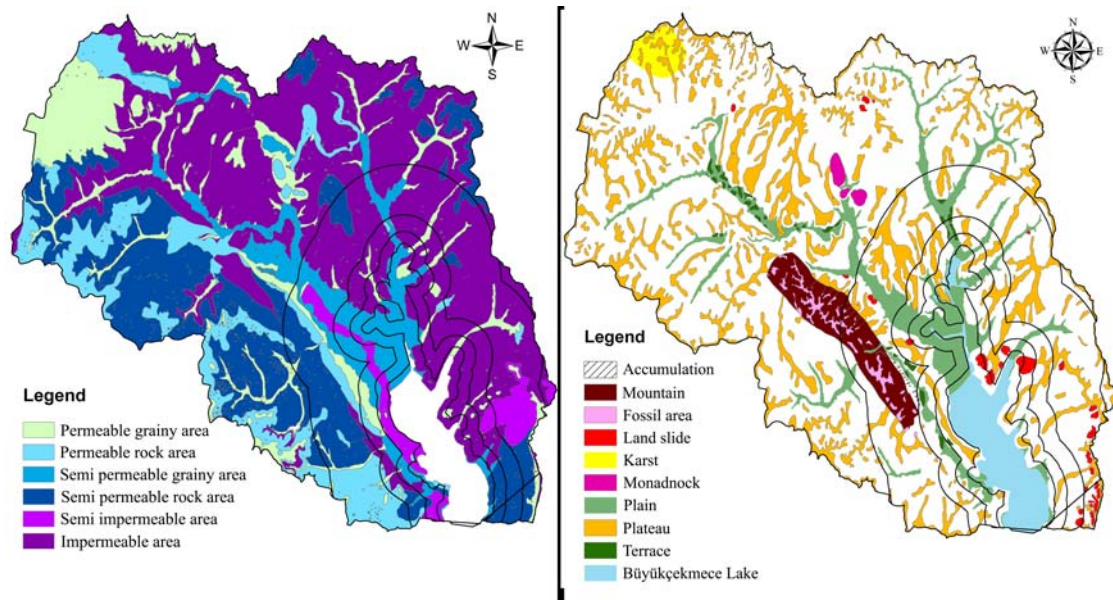 N
W E
S
Legend
Permeable grainy area
Permeable rock area
Semi permeable grainy area
Semi permeable rock area
Semi impermeable area
Impermeable area
N
W E
S
Legend
Accumulation
Mountain
Fossil area
Land slide
Karst
Monadnock
Plain
Plateau
Terrace
Büyükçekmece Lake